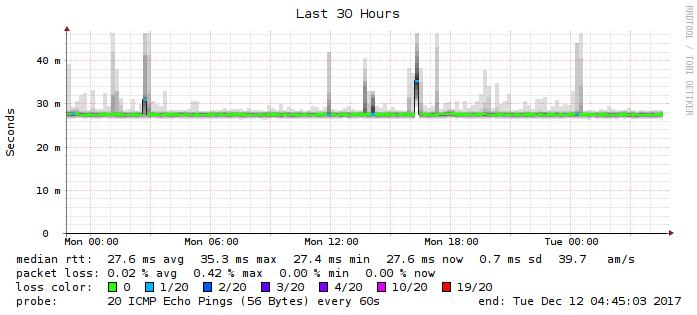 Last 30 Hours
RRDTOOL / TOBI OETIKER
Seconds
40 m
30 m
20 m
10 m
0
Mon 00:00 Mon 06:00 Mon 12:00 Mon 18:00 Tue 00:00
median rtt: 27.6 ms avg 35.3 ms max 27.4 ms min 27.6 ms now 0.7 ms sd 39.7 am/s
packet loss: 0.02 % avg 0.42 % max 0.00 % min 0.00 % now
loss color: 0 1/20 2/20 3/20 4/20 10/20 19/20
probe: 20 ICMP Echo Pings (56 Bytes) every 60s end: Tue Dec 12 04:45:03 2017